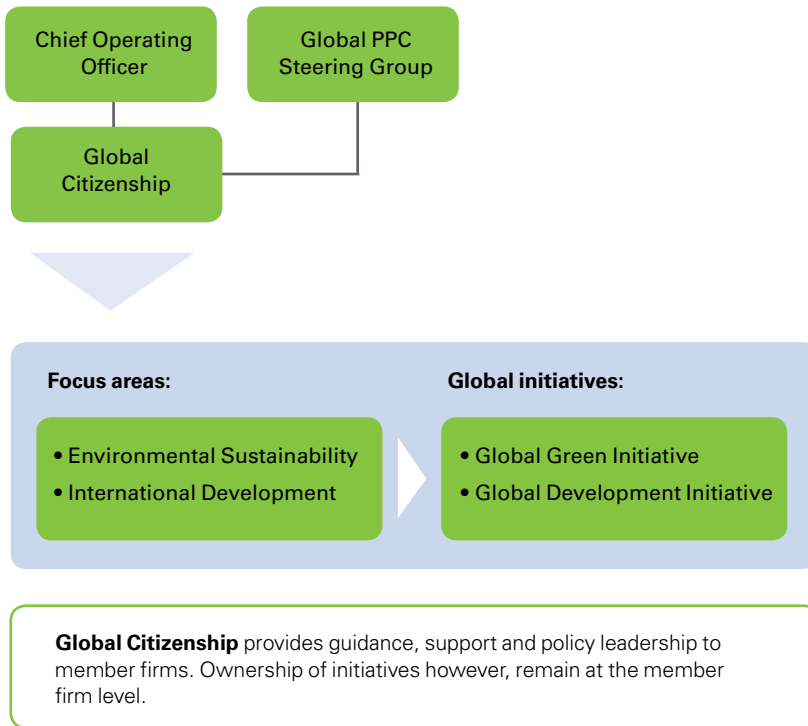 Chief Operating
Officer
Global PPC
Steering Group
Global
Citizenship
Focus areas:
• Environmental Sustainability
• International Development
Global initiatives:
• Global Green Initiative
• Global Development Initiative
Global Citizenship provides guidance, support and policy leadership to
member firms. Ownership of initiatives however, remain at the member
firm level.